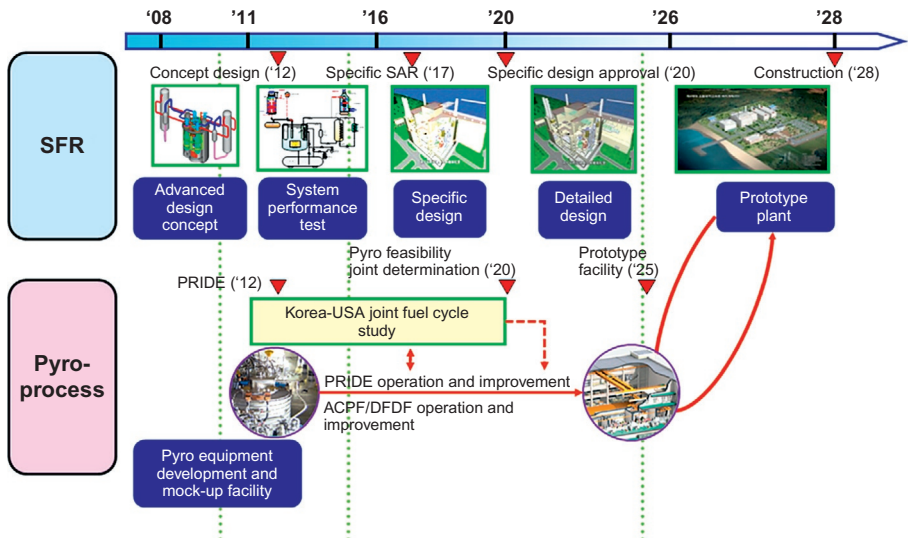 ‘08 ’11 ’16 ’20 ’26 ’28
SFR
Concept design (‘12)
Specific SAR (‘17)
Specific design approval (‘20)
Construction (‘28)
Advanced
design
concept
System
performance
test
Specific
design
Detailed
design
Prototype
plant
Pyro-
process
PRIDE (‘12)
Pyro feasibility
joint determination (‘20)
Prototype
facility (‘25)
Korea-USA joint fuel cycle
study
PRIDE operation and improvement
ACPF/DFDF operation and
improvement
Pyro equipment
development and
mock-up facility